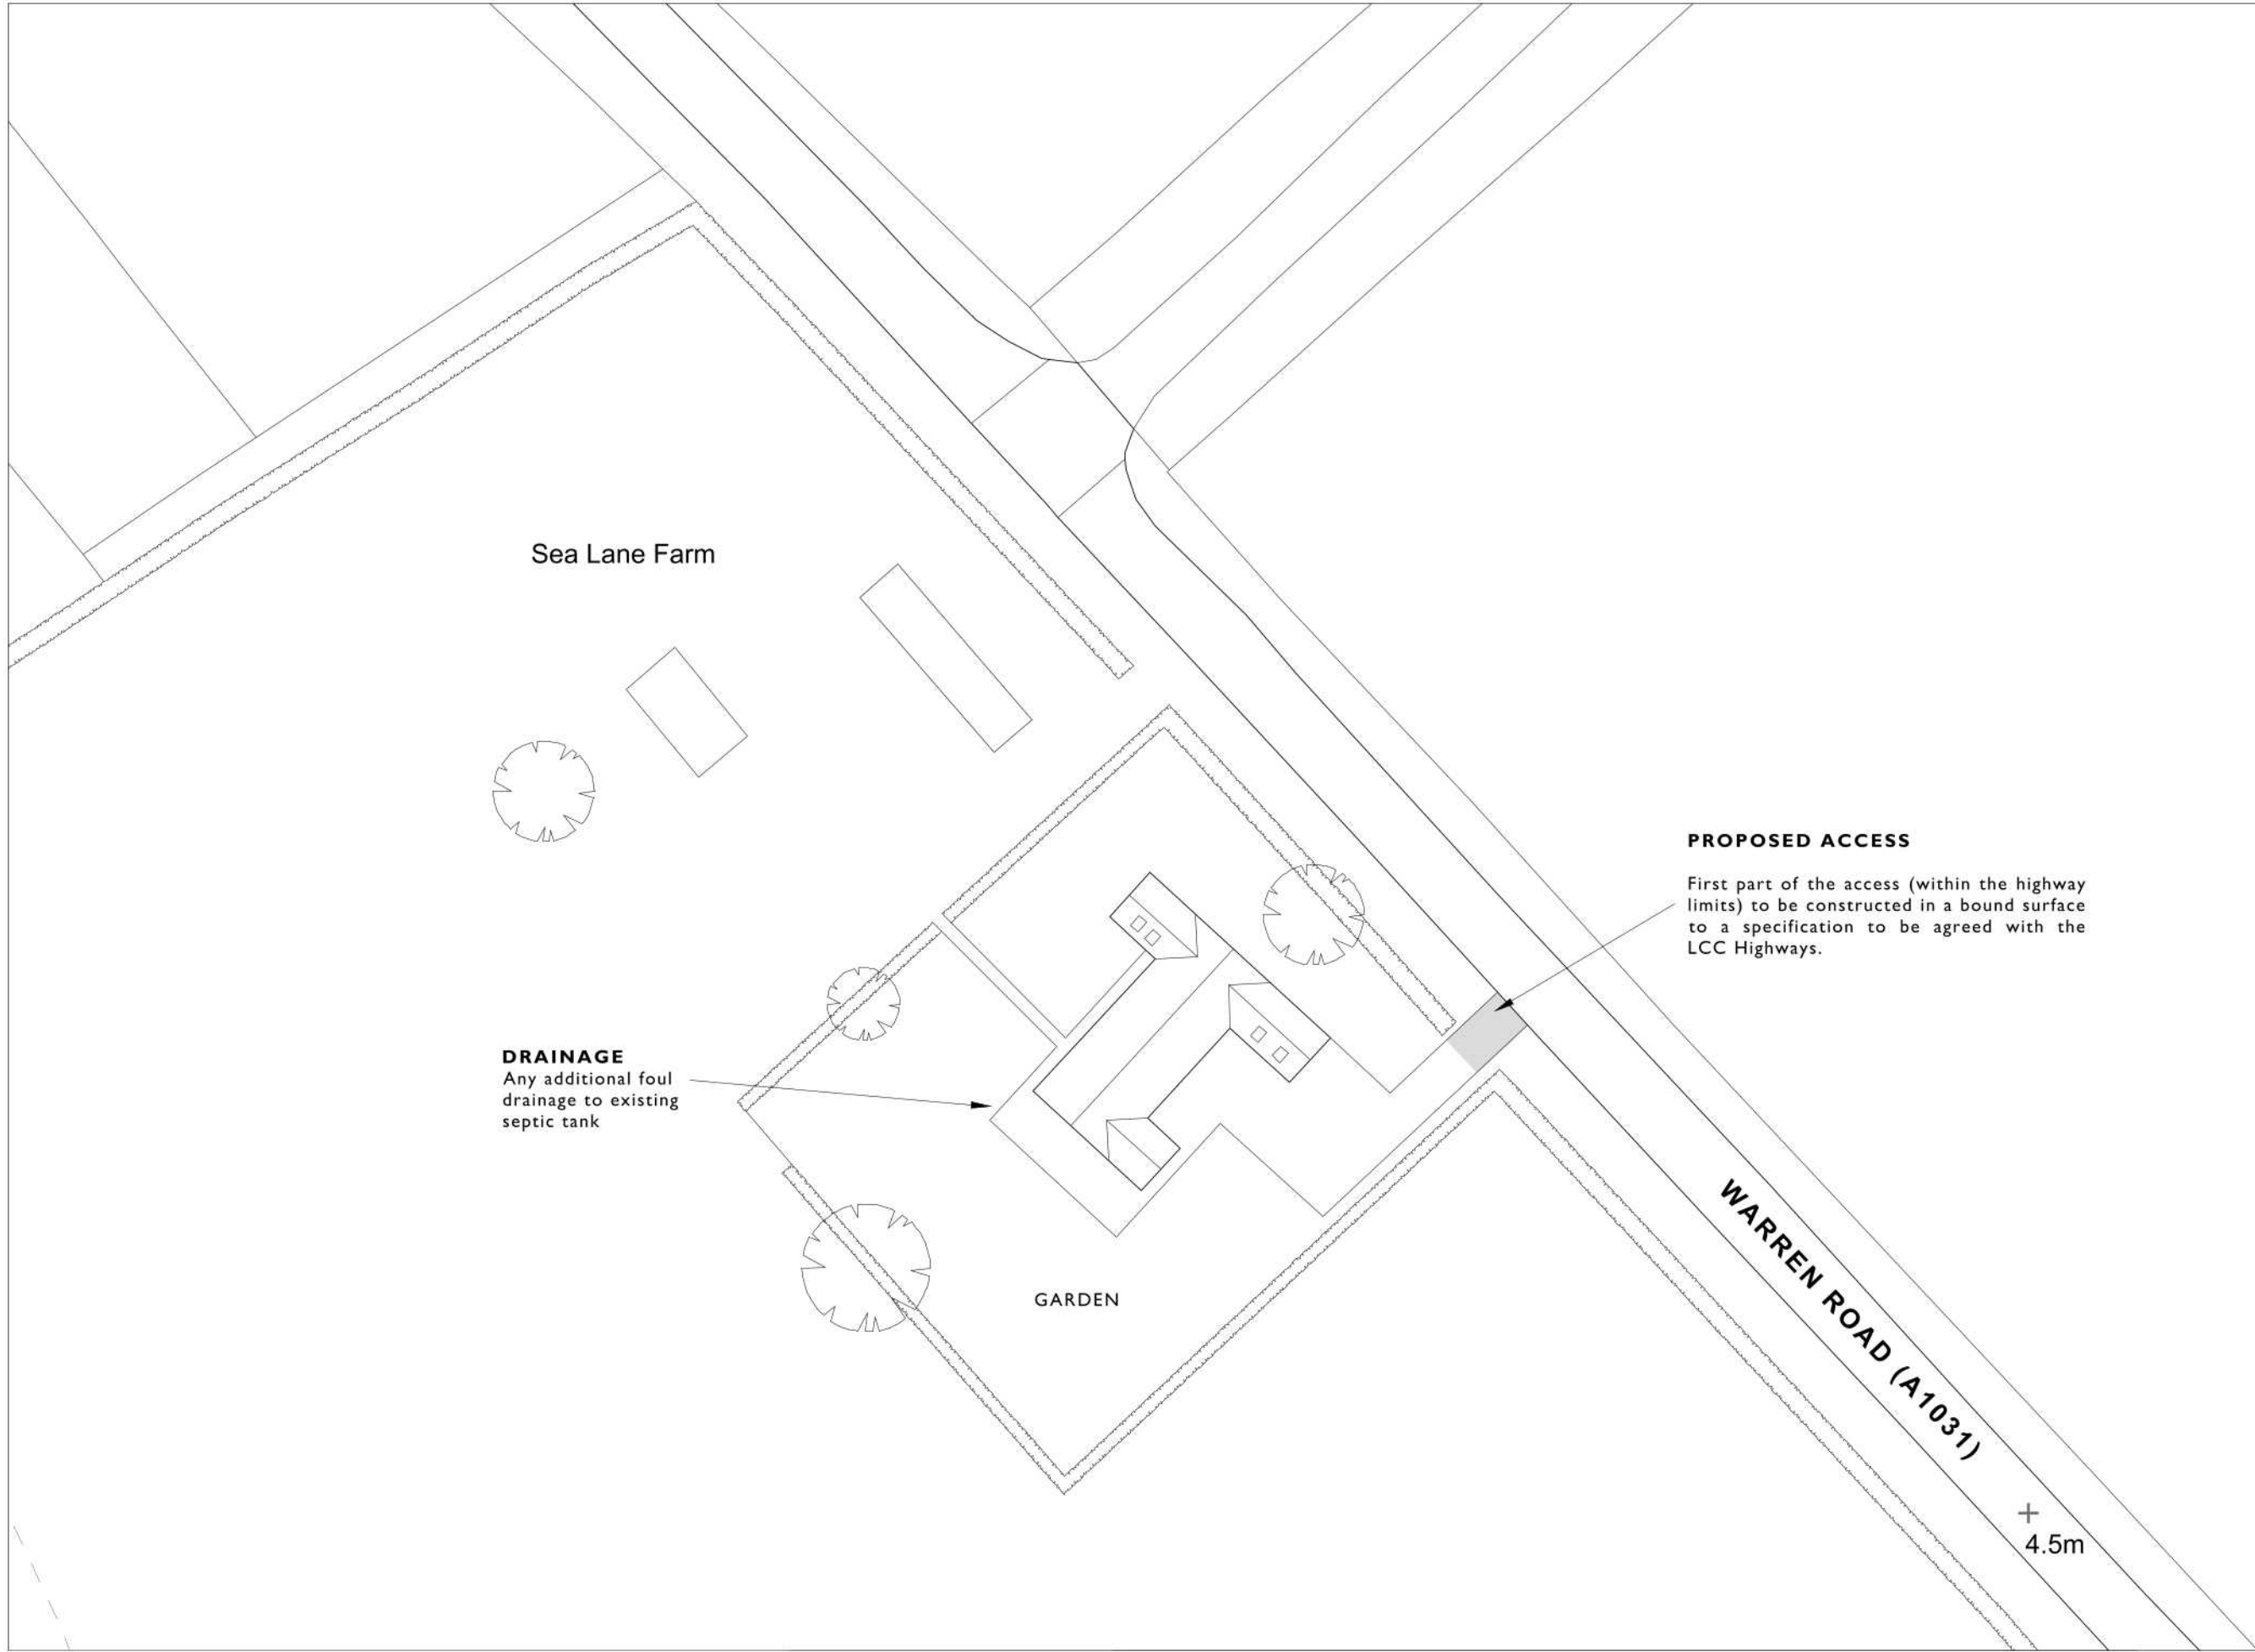 Sea Lane Farm
PROPOSED ACCESS
First part of the access (within the highway
limits) to be constructed in a bound surface
to a specification to be agreed with the
LCC Highways.
DRAINAGE
Any additional foul
drainage to existing
septic tank
GARDEN
WARREN ROAD (A1031)
4.5m